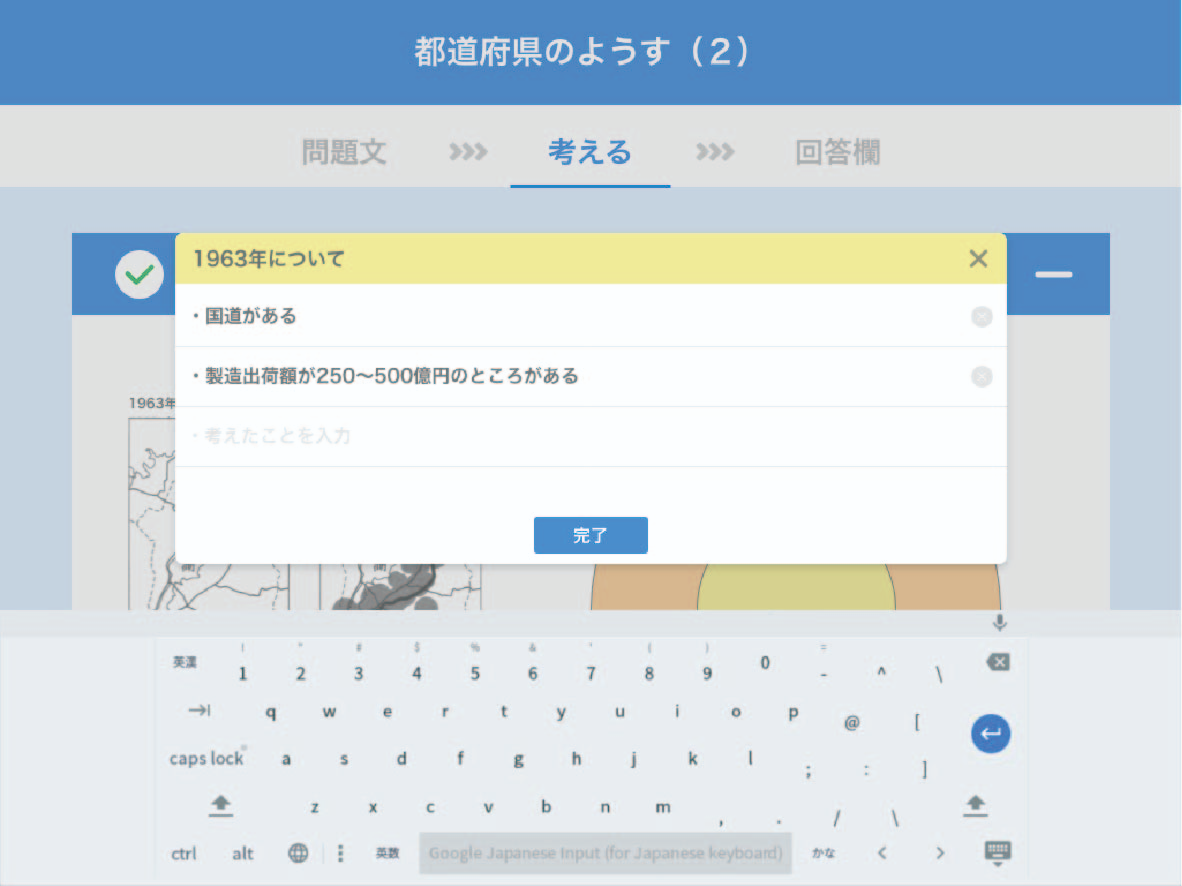 都道府県のようす（２）
問題文 >>> 考える >>> 回答欄
1963年について
・国道がある
・製造出荷額が250〜500億円のところがある
1963年
・考えたことを入力
完了
英漢 1 2 3 4 5 6 7 8 9 0 - ^ \
! " # $ % & ' ( ) =
→| q w e r t y u i o p @ [
caps lock a s d f g h j k l ; : ]
z x c v b n m , . / \
ctrl alt 英数 Google Japanese Input (for Japanese keyboard) かな < >